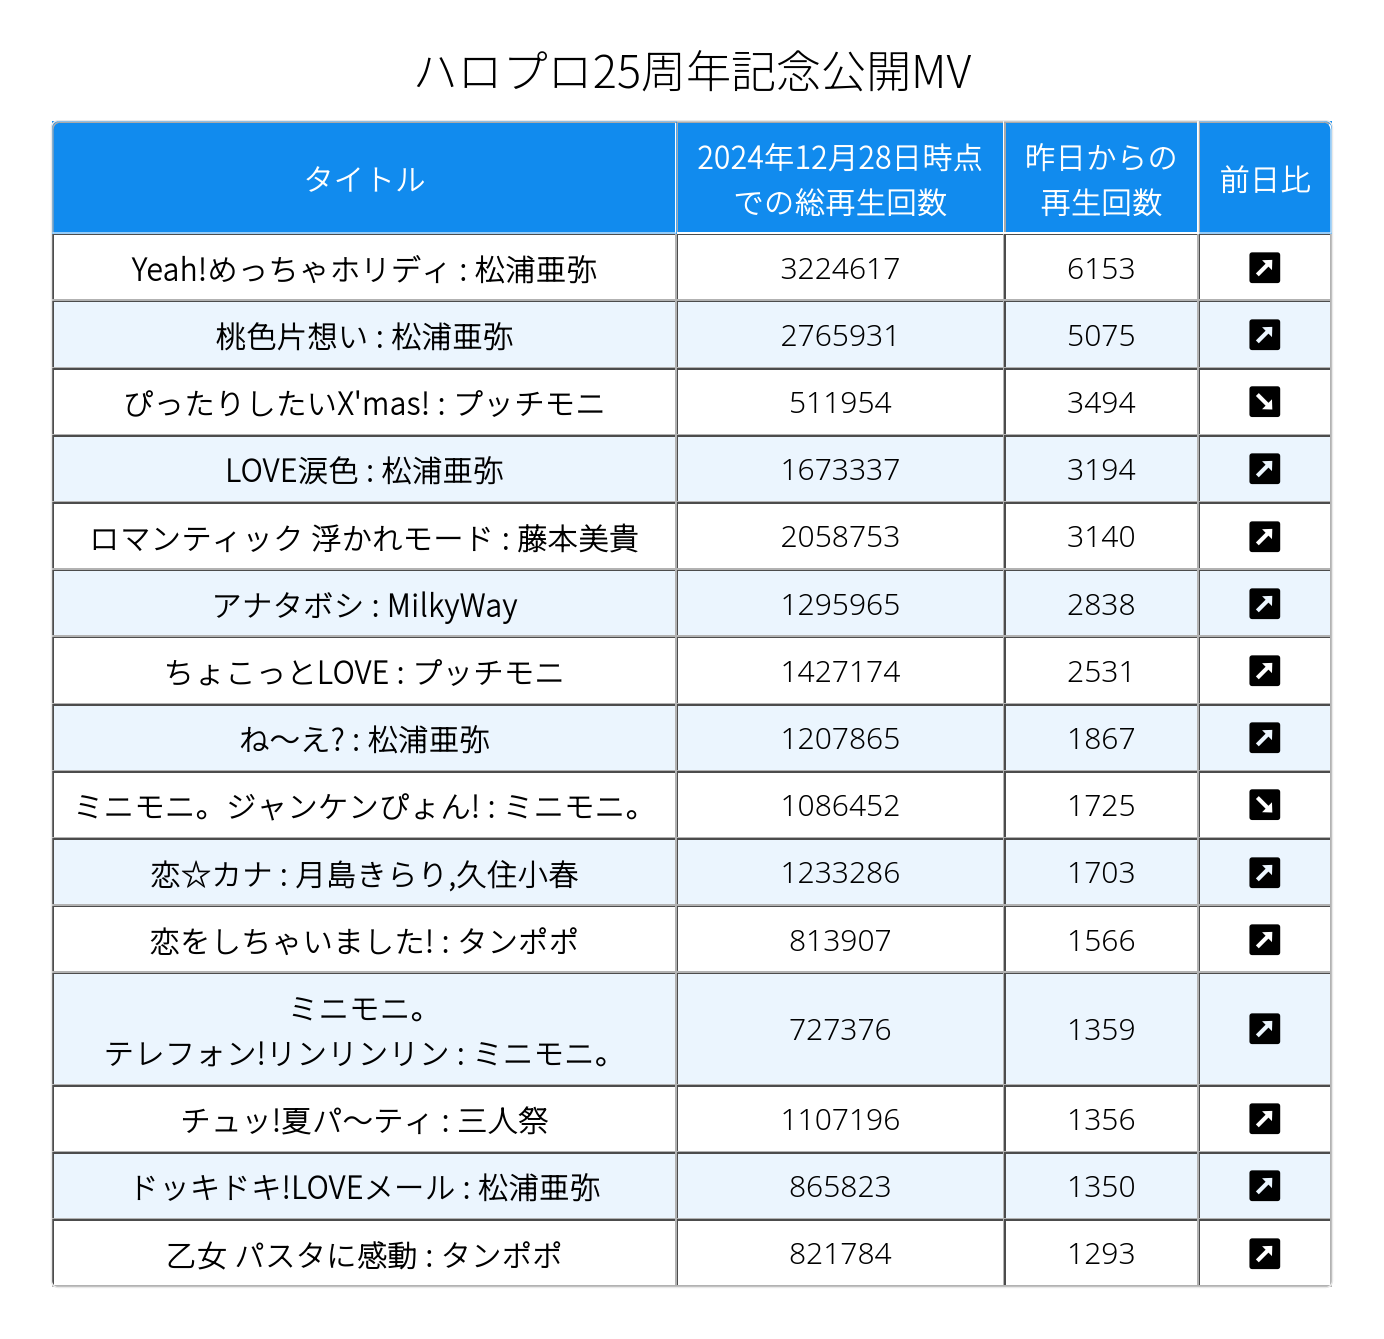 ハロプロ25周年記念公開MV
タイトル
2024年12月28日時点
での総再生回数
昨日からの
再生回数
前日比
Yeah!めっちゃホリディ : 松浦亜弥 3224617 6153
桃色片想い : 松浦亜弥 2765931 5075
ぴったりしたいX'mas! : プッチモニ 511954 3494
LOVE涙色 : 松浦亜弥 1673337 3194
ロマンティック 浮かれモード : 藤本美貴 2058753 3140
アナタボシ : MilkyWay 1295965 2838
ちょこっとLOVE : プッチモニ 1427174 2531
ね〜え? : 松浦亜弥 1207865 1867
ミニモニ。ジャンケンぴょん! : ミニモニ。 1086452 1725
恋☆カナ : 月島きらり,久住小春 1233286 1703
恋をしちゃいました! : タンポポ 813907 1566
ミニモニ。
テレフォン!リンリンリン : ミニモニ。 727376 1359
チュッ!夏パ〜ティ : 三人祭 1107196 1356
ドッキドキ!LOVEメール : 松浦亜弥 865823 1350
乙女 パスタに感動 : タンポポ 821784 1293